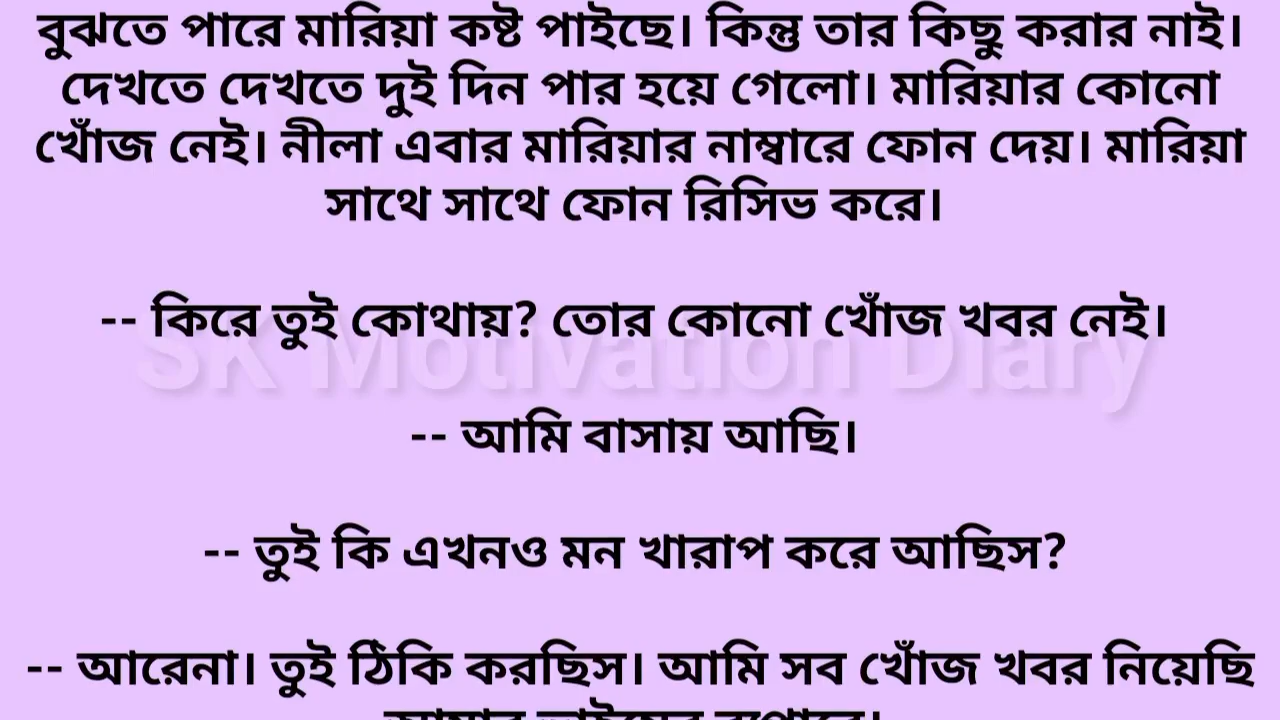 বুঝতে পারে মারিয়া কষ্ট পাইছে। কিন্তু তার কিছু করার নাই।
দেখতে দেখতে দুই দিন পার হয়ে গেলো। মারিয়ার কোনো
খোঁজ নেই। নীলা এবার মারিয়ার নাম্বারে ফোন দেয়। মারিয়া
সাথে সাথে ফোন রিসিভ করে।
-- কিরে তুই কোথায়? তোর কোনো খোঁজ খবর নেই।
SK Motivation Diary
-- আমি বাসায় আছি।
-- তুই কি এখনও মন খারাপ করে আছিস?
-- আরেনা। তুই ঠিকি করছিস। আমি সব খোঁজ খবর নিয়েছি